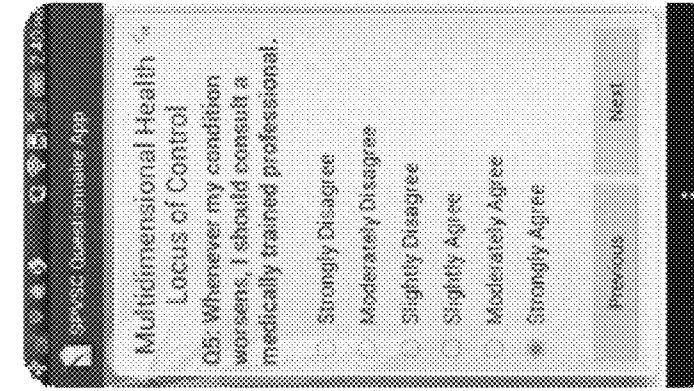 Multidimensional Health
Locus of Control
Q5: Whenever my condition
worsens, I should consult a
medically trained professional.
Strongly Disagree
Moderately Disagree
Slightly Disagree
Slightly Agree
Moderately Agree
Strongly Agree
Previous
Next